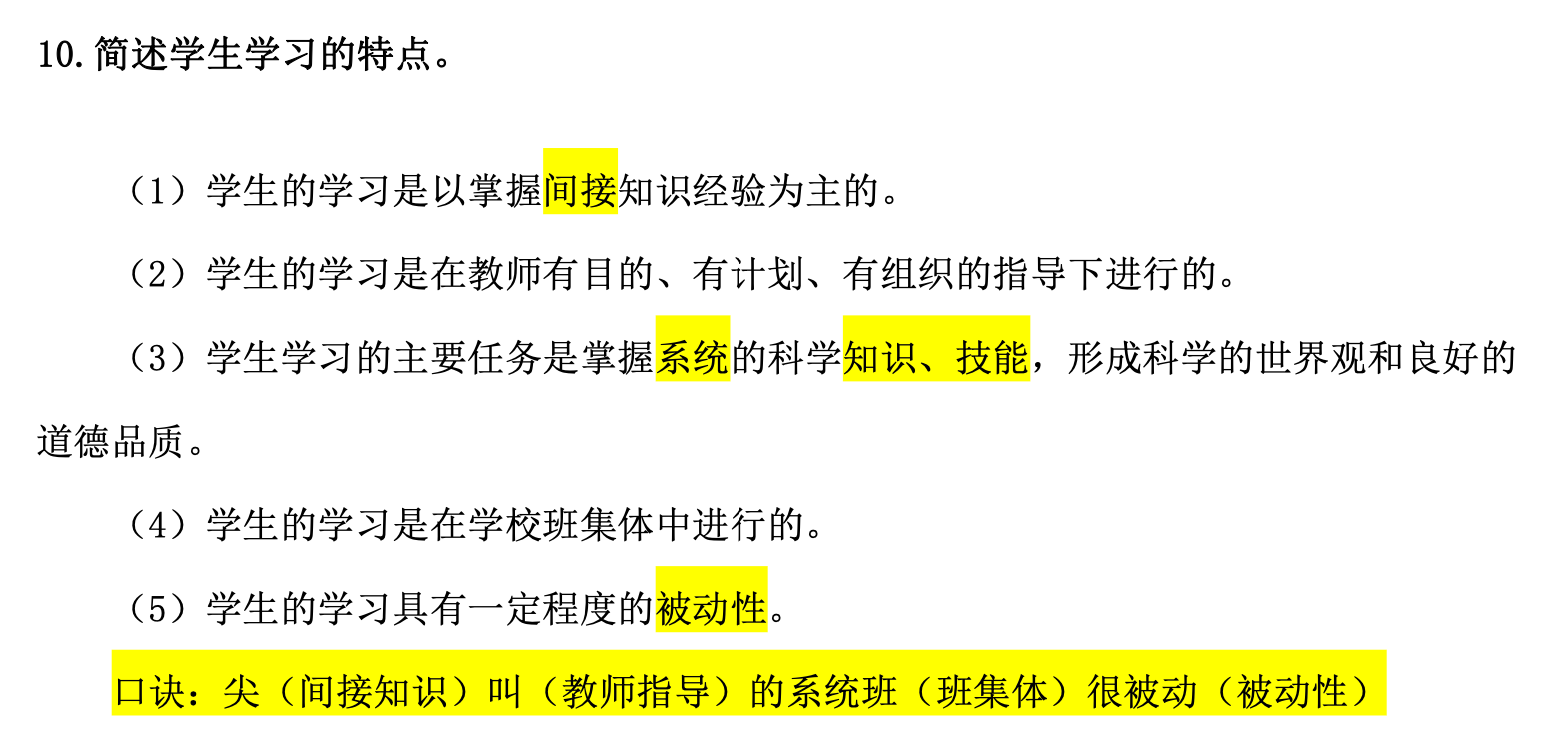 10.简述学生学习的特点。
（1）学生的学习是以掌握间接知识经验为主的。
（2）学生的学习是在教师有目的、有计划、有组织的指导下进行的。
（3）学生学习的主要任务是掌握系统的科学知识、技能，形成科学的世界观和良好的
道德品质。
（4）学生的学习是在学校班集体中进行的。
（5）学生的学习具有一定程度的被动性。
口诀：尖（间接知识）叫（教师指导）的系统班（班集体）很被动（被动性）